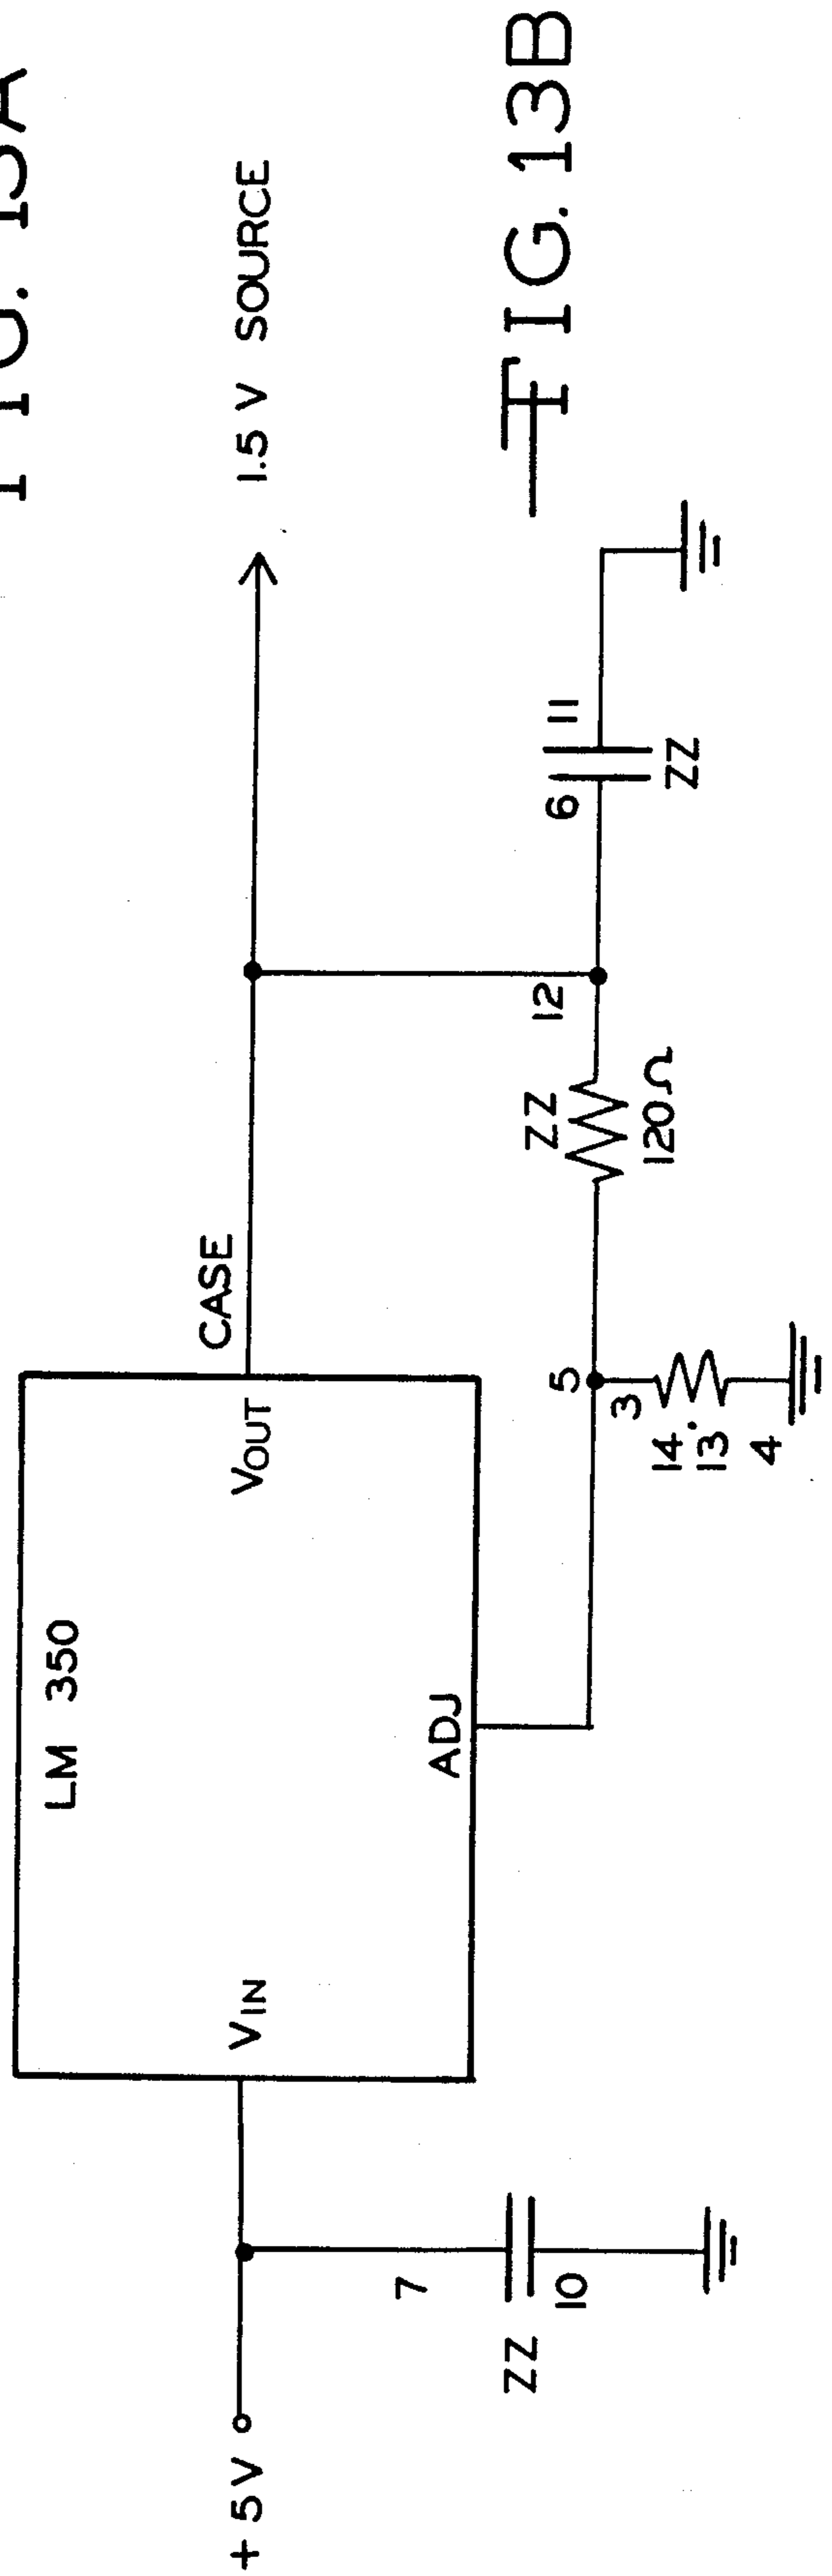 FIG. 13A
LM 350
+5V
VIN
VOUT
CASE
1.5 V SOURCE
ADJ
7
ZZ
10
5
3
14.
13
4
ZZ
120Ω
12
6
11
ZZ
FIG. 13B